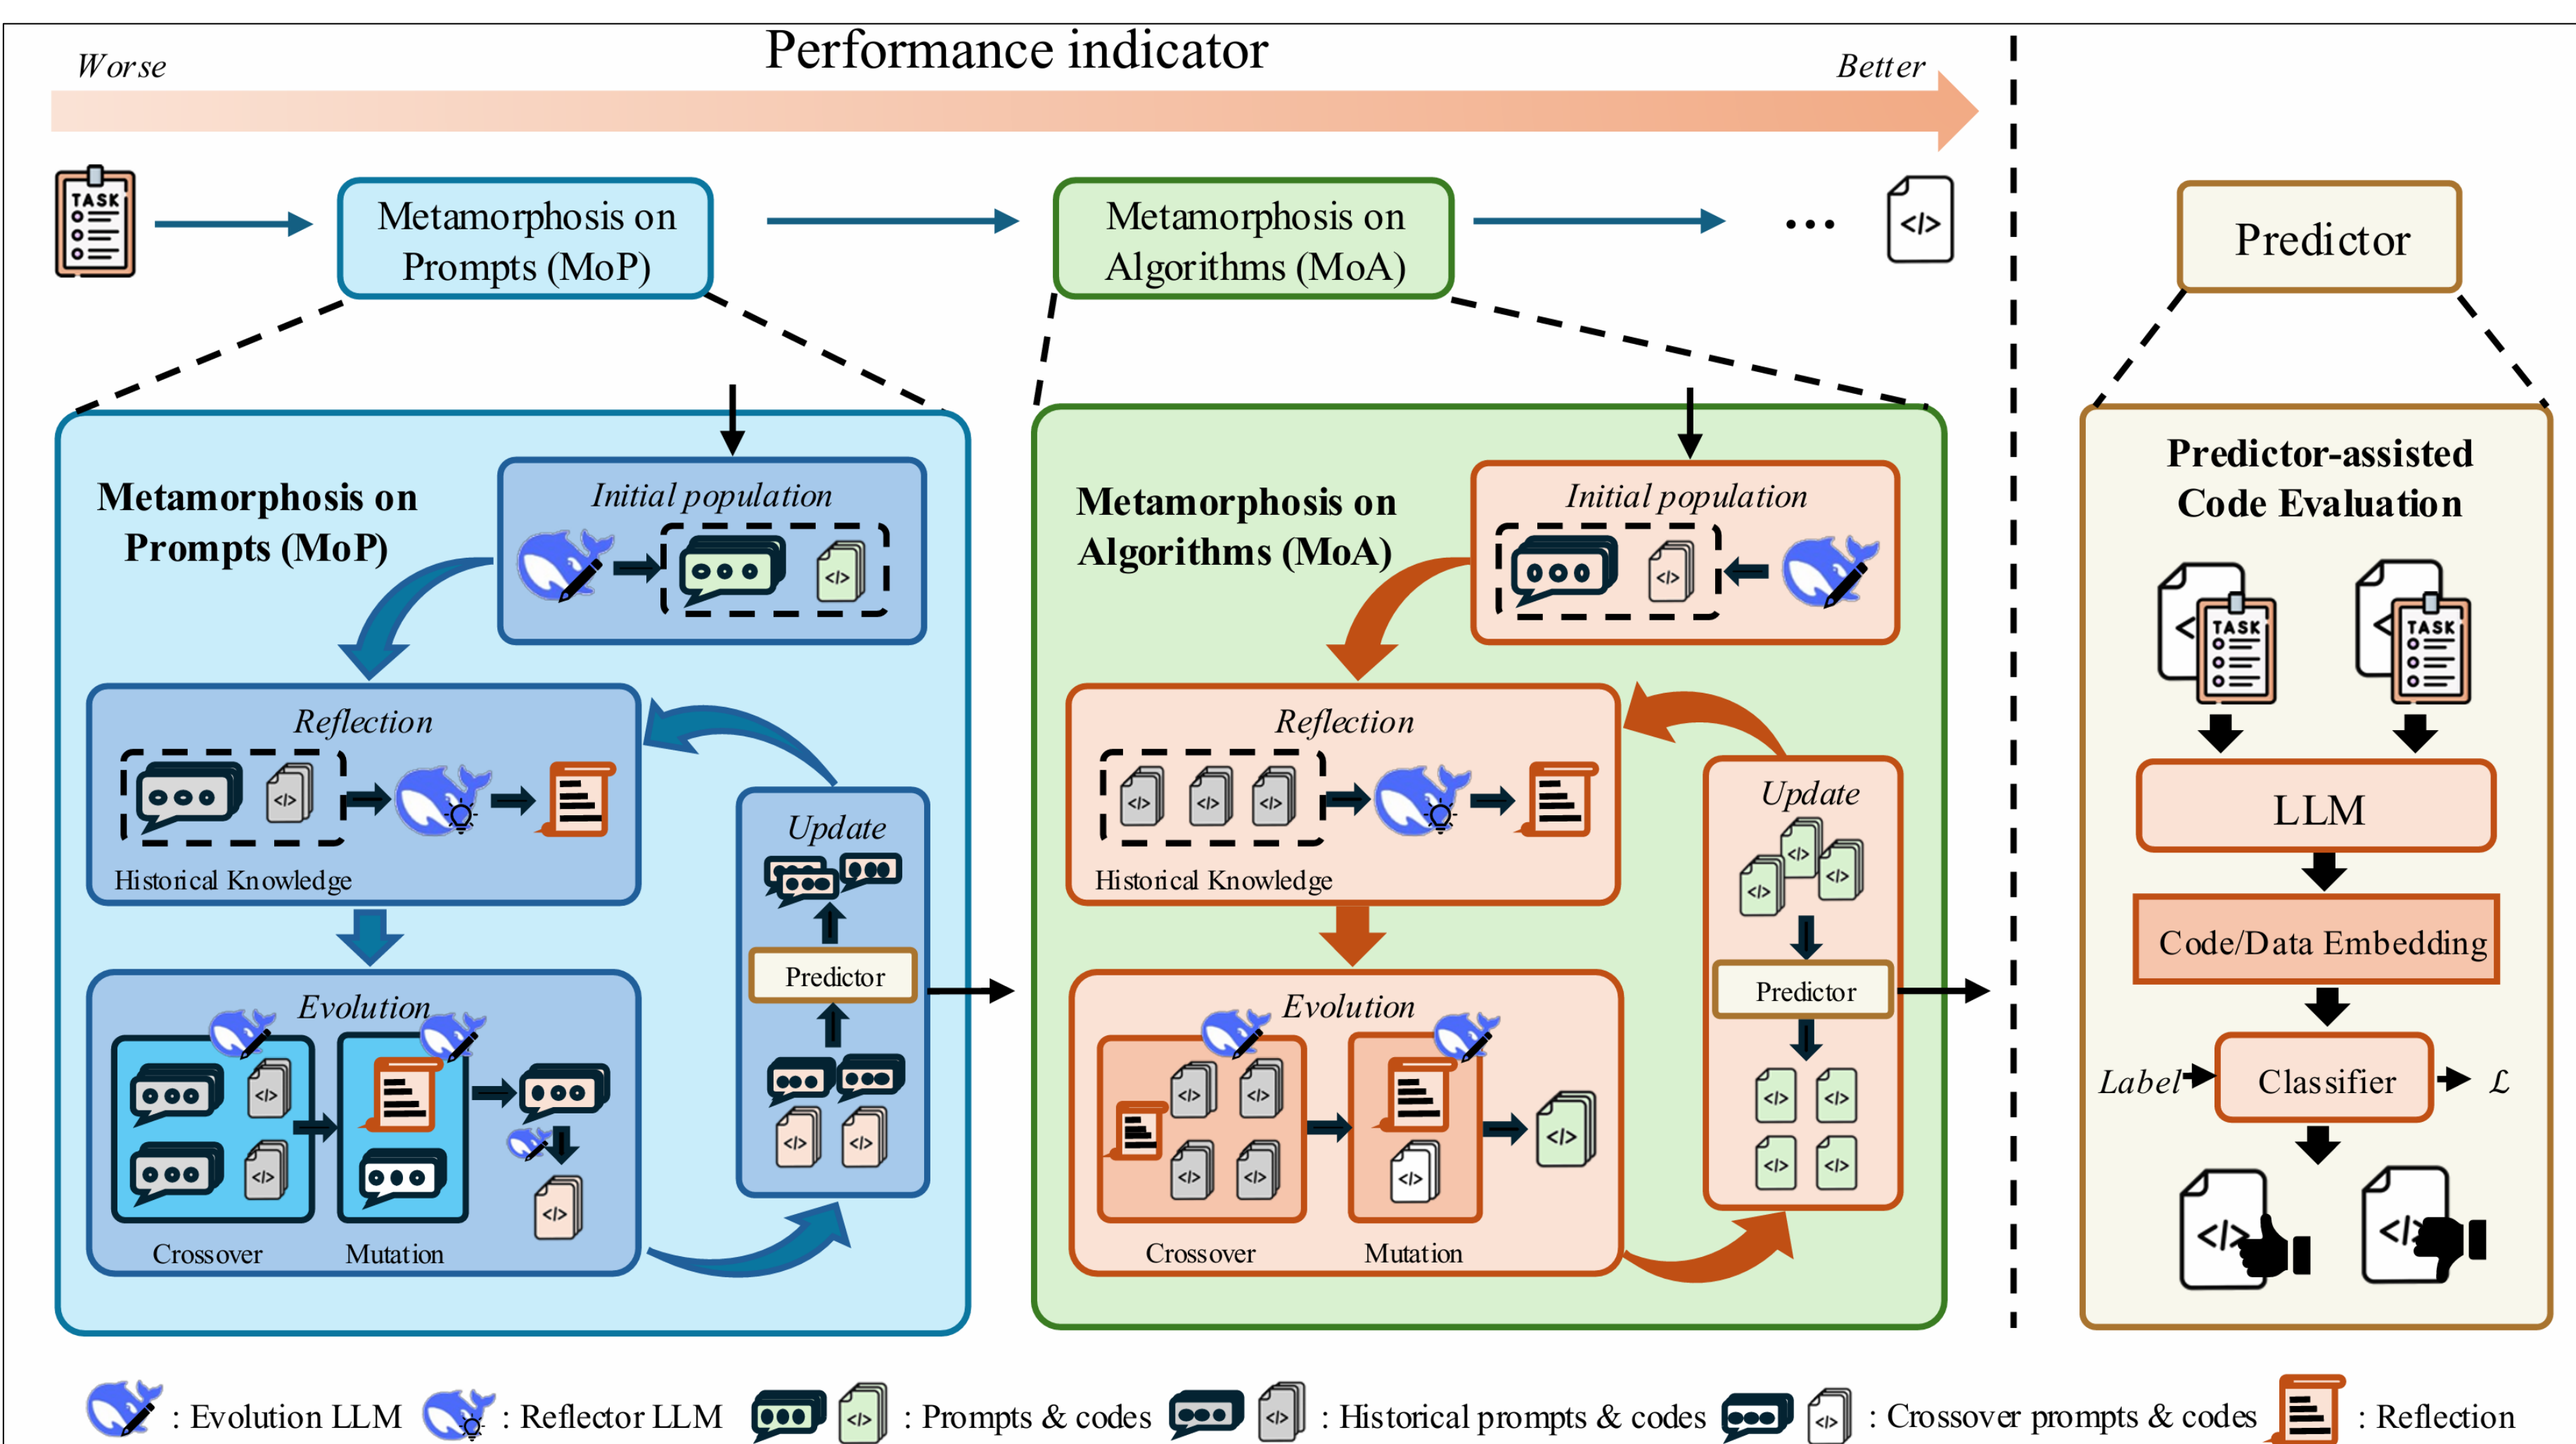 Performance indicator
Worse
Better
TASK
Metamorphosis on
Prompts (MoP)
Metamorphosis on
Algorithms (MoA)
...
</>
Predictor
Metamorphosis on
Prompts (MoP)
Initial population
</>
Reflection
</>
Historical Knowledge
Evolution
</>
</>
</>
Crossover
Mutation
Update
Predictor
</>
</>
Metamorphosis on
Algorithms (MoA)
Initial population
</>
Reflection
</>
</>
</>
Historical Knowledge
Evolution
</>
</>
</>
</>
</>
</>
Crossover
Mutation
Update
</>
</>
</>
Predictor
</>
</>
</>
</>
Predictor-assisted
Code Evaluation
<
TASK
<
TASK
LLM
Code/Data Embedding
Label
Classifier
ℒ
</>
</>
: Evolution LLM
: Reflector LLM
</>
: Prompts & codes
</>
: Historical prompts & codes
</>
: Crossover prompts & codes
: Reflection